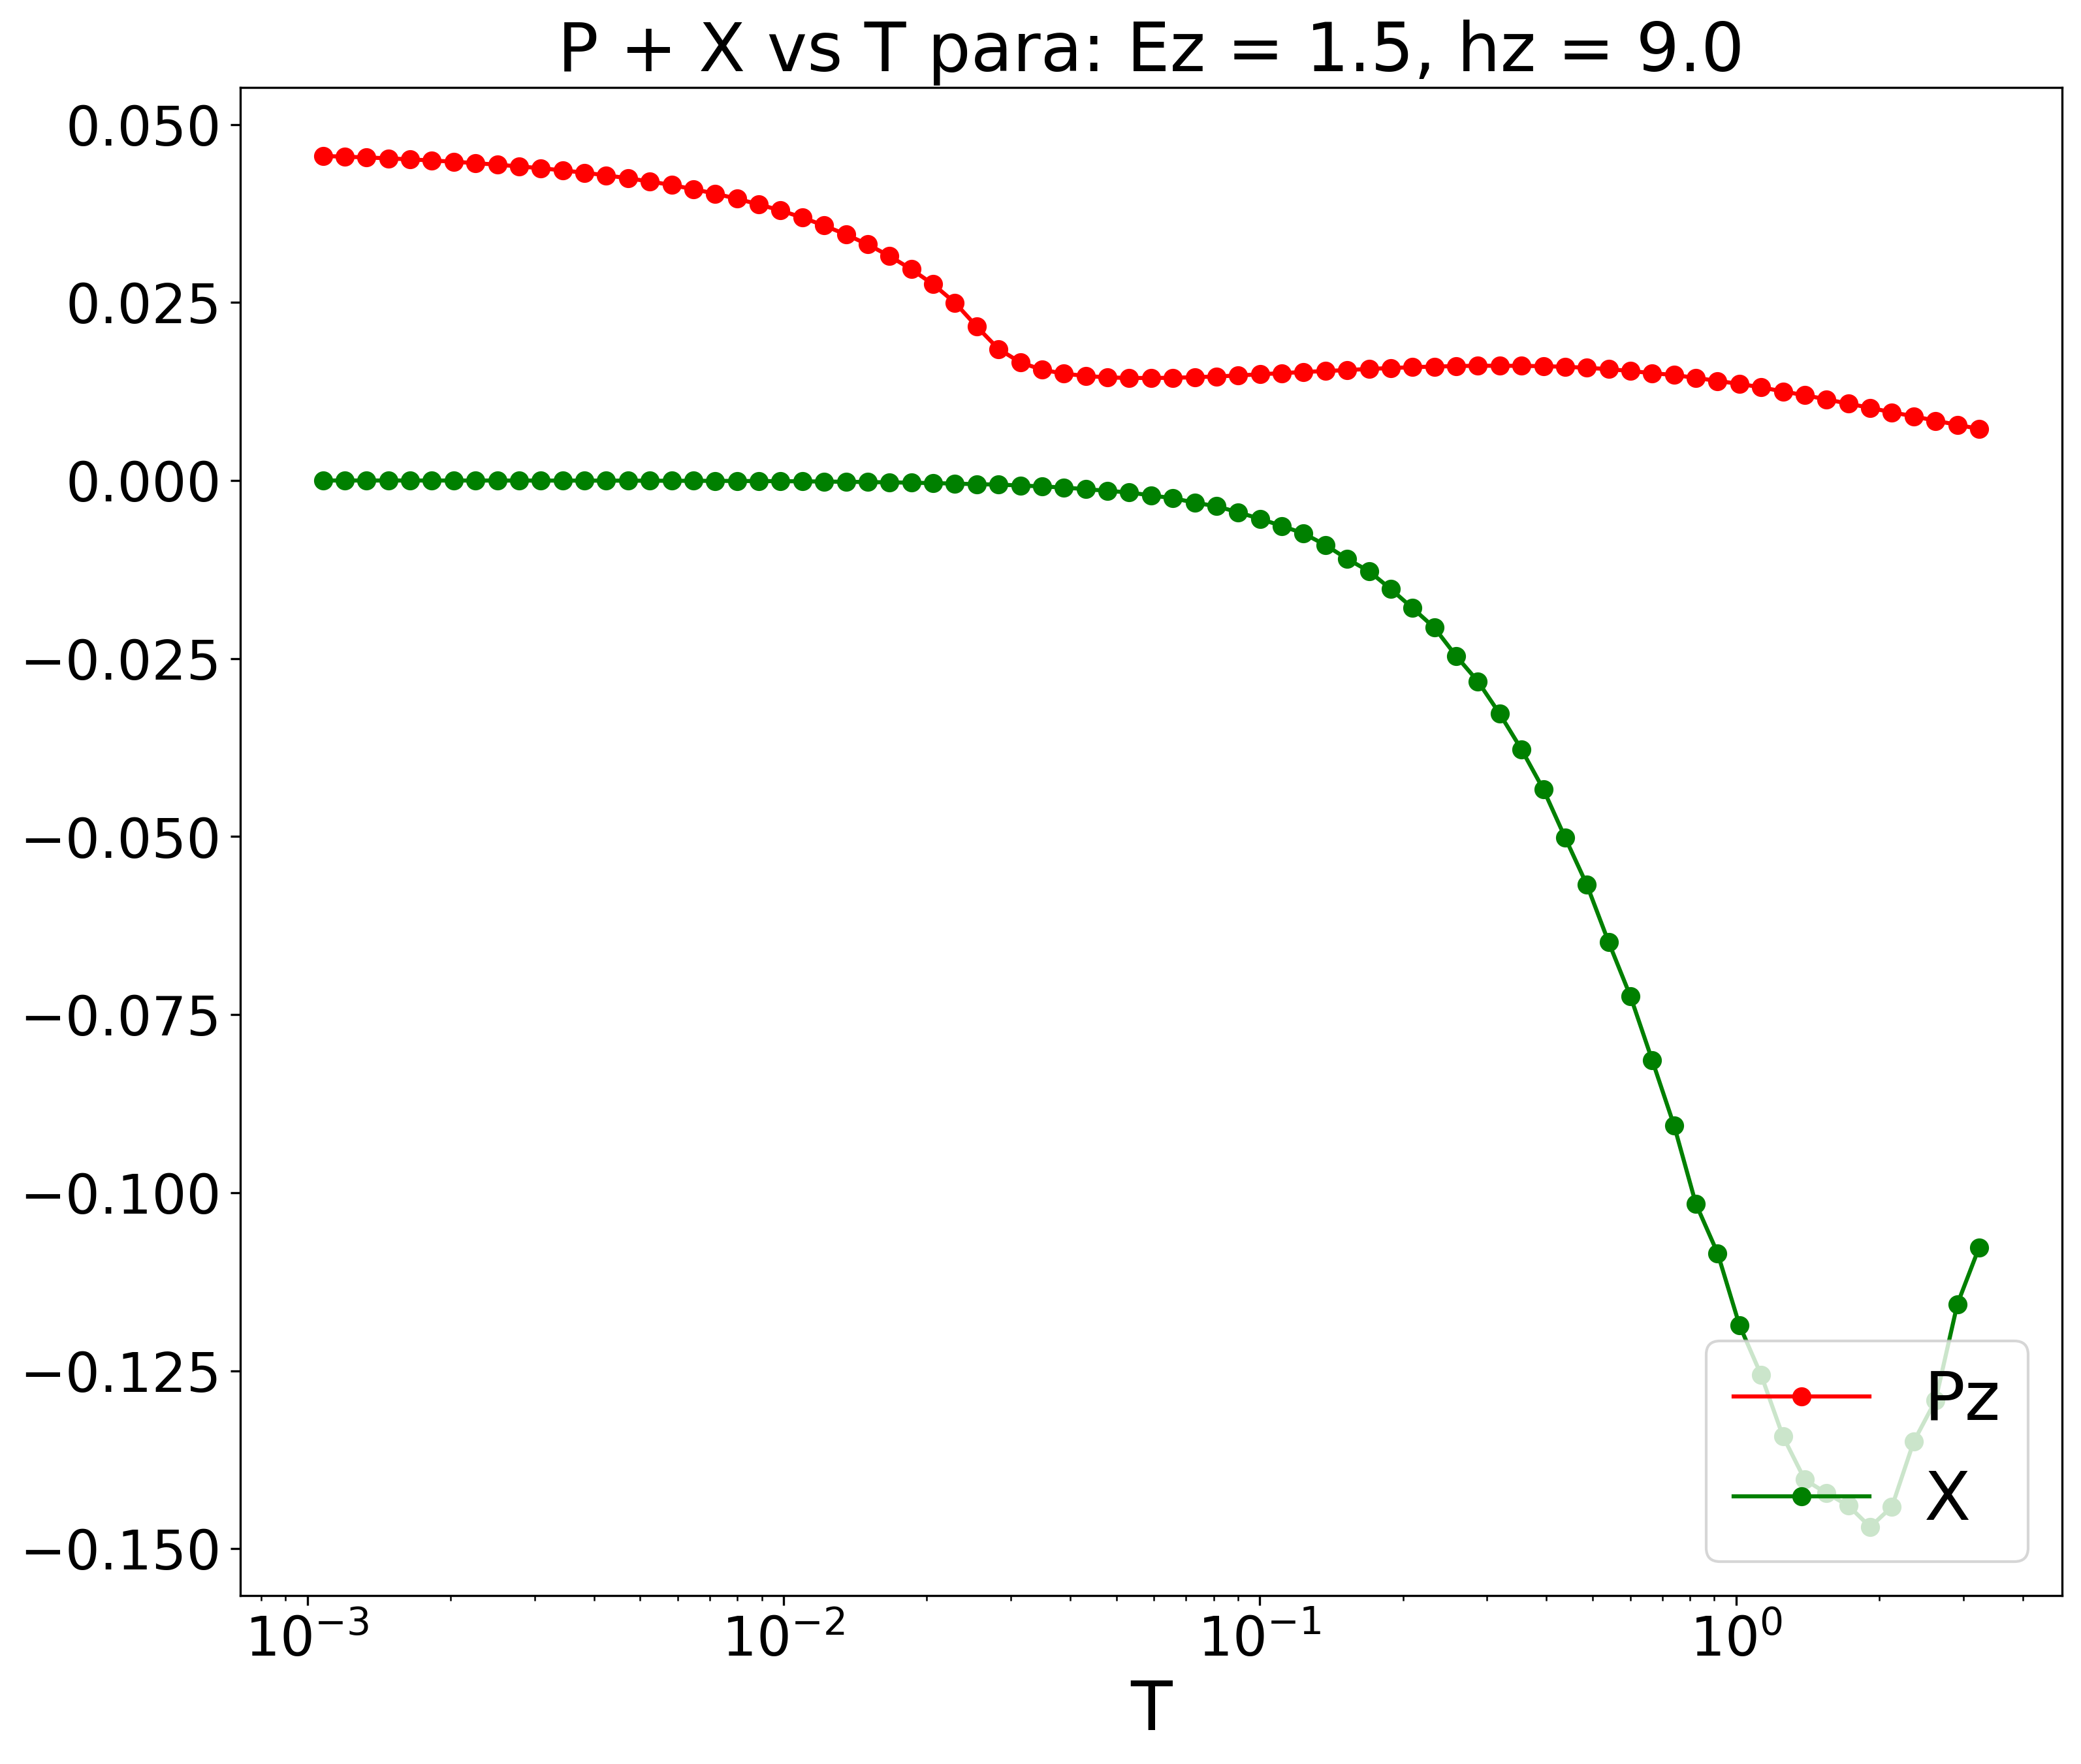 P + X vs T para: Ez = 1.5, hz = 9.0
0.050
0.025
0.000
−0.025
−0.050
−0.075
−0.100
−0.125
−0.150
Pz
X
10⁻³ 10⁻² 10⁻¹ 10⁰
T